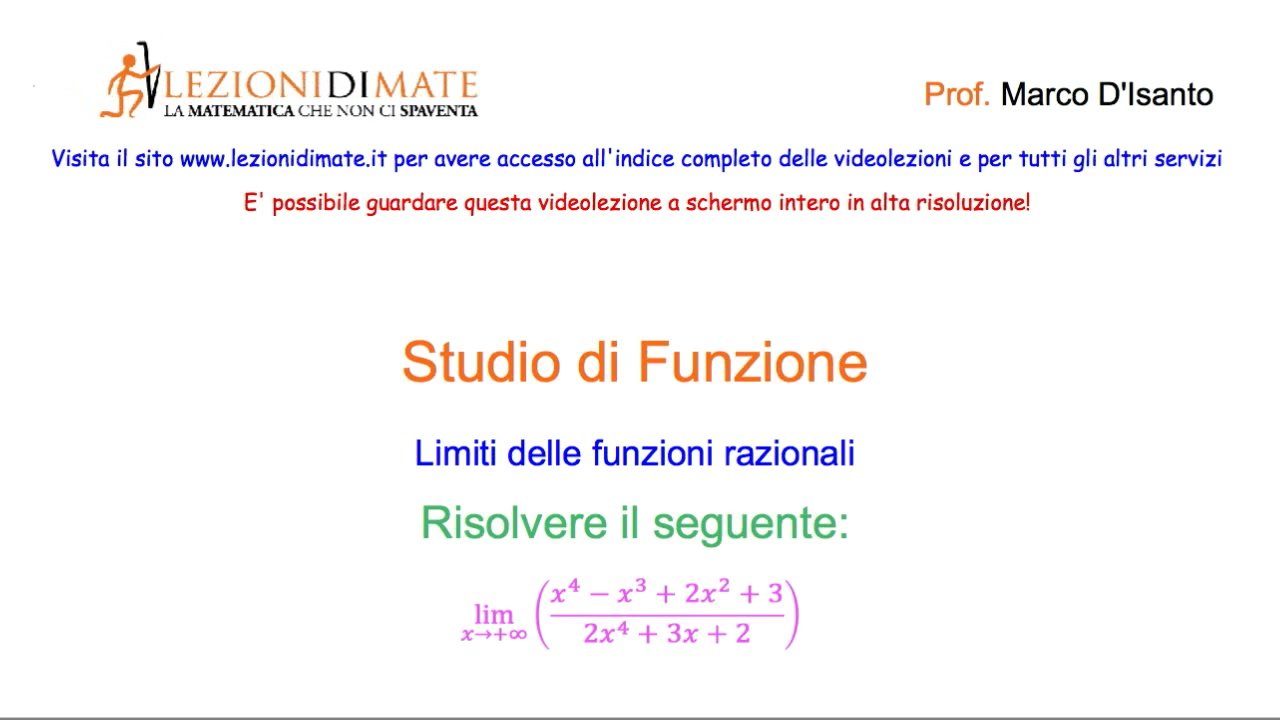 LEZIONIDIMATE
LA MATEMATICA CHE NON CI SPAVENTA
Prof. Marco D'Isanto
Visita il sito www.lezionidimate.it per avere accesso all'indice completo delle videolezioni e per tutti gli altri servizi
E' possibile guardare questa videolezione a schermo intero in alta risoluzione!
Studio di Funzione
Limiti delle funzioni razionali
Risolvere il seguente:
lim x→+∞ (x⁴ − x³ + 2x² + 3 / 2x⁴ + 3x + 2)